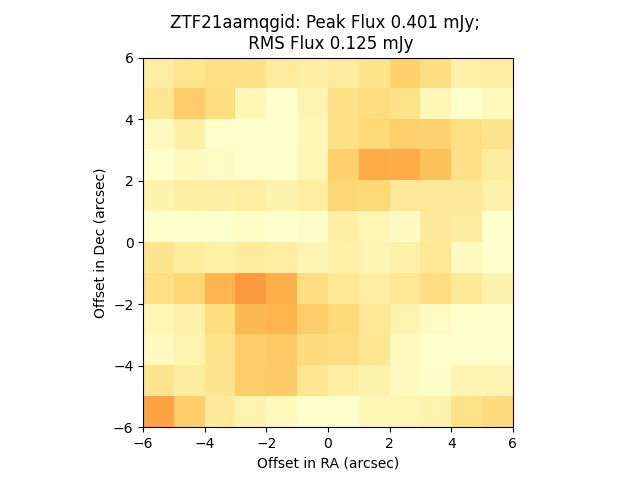 ZTF21aamqgid: Peak Flux 0.401 mJy;
RMS Flux 0.125 mJy
6
4
2
0
−2
−4
−6
Offset in Dec (arcsec)
−6 −4 −2 0 2 4 6
Offset in RA (arcsec)